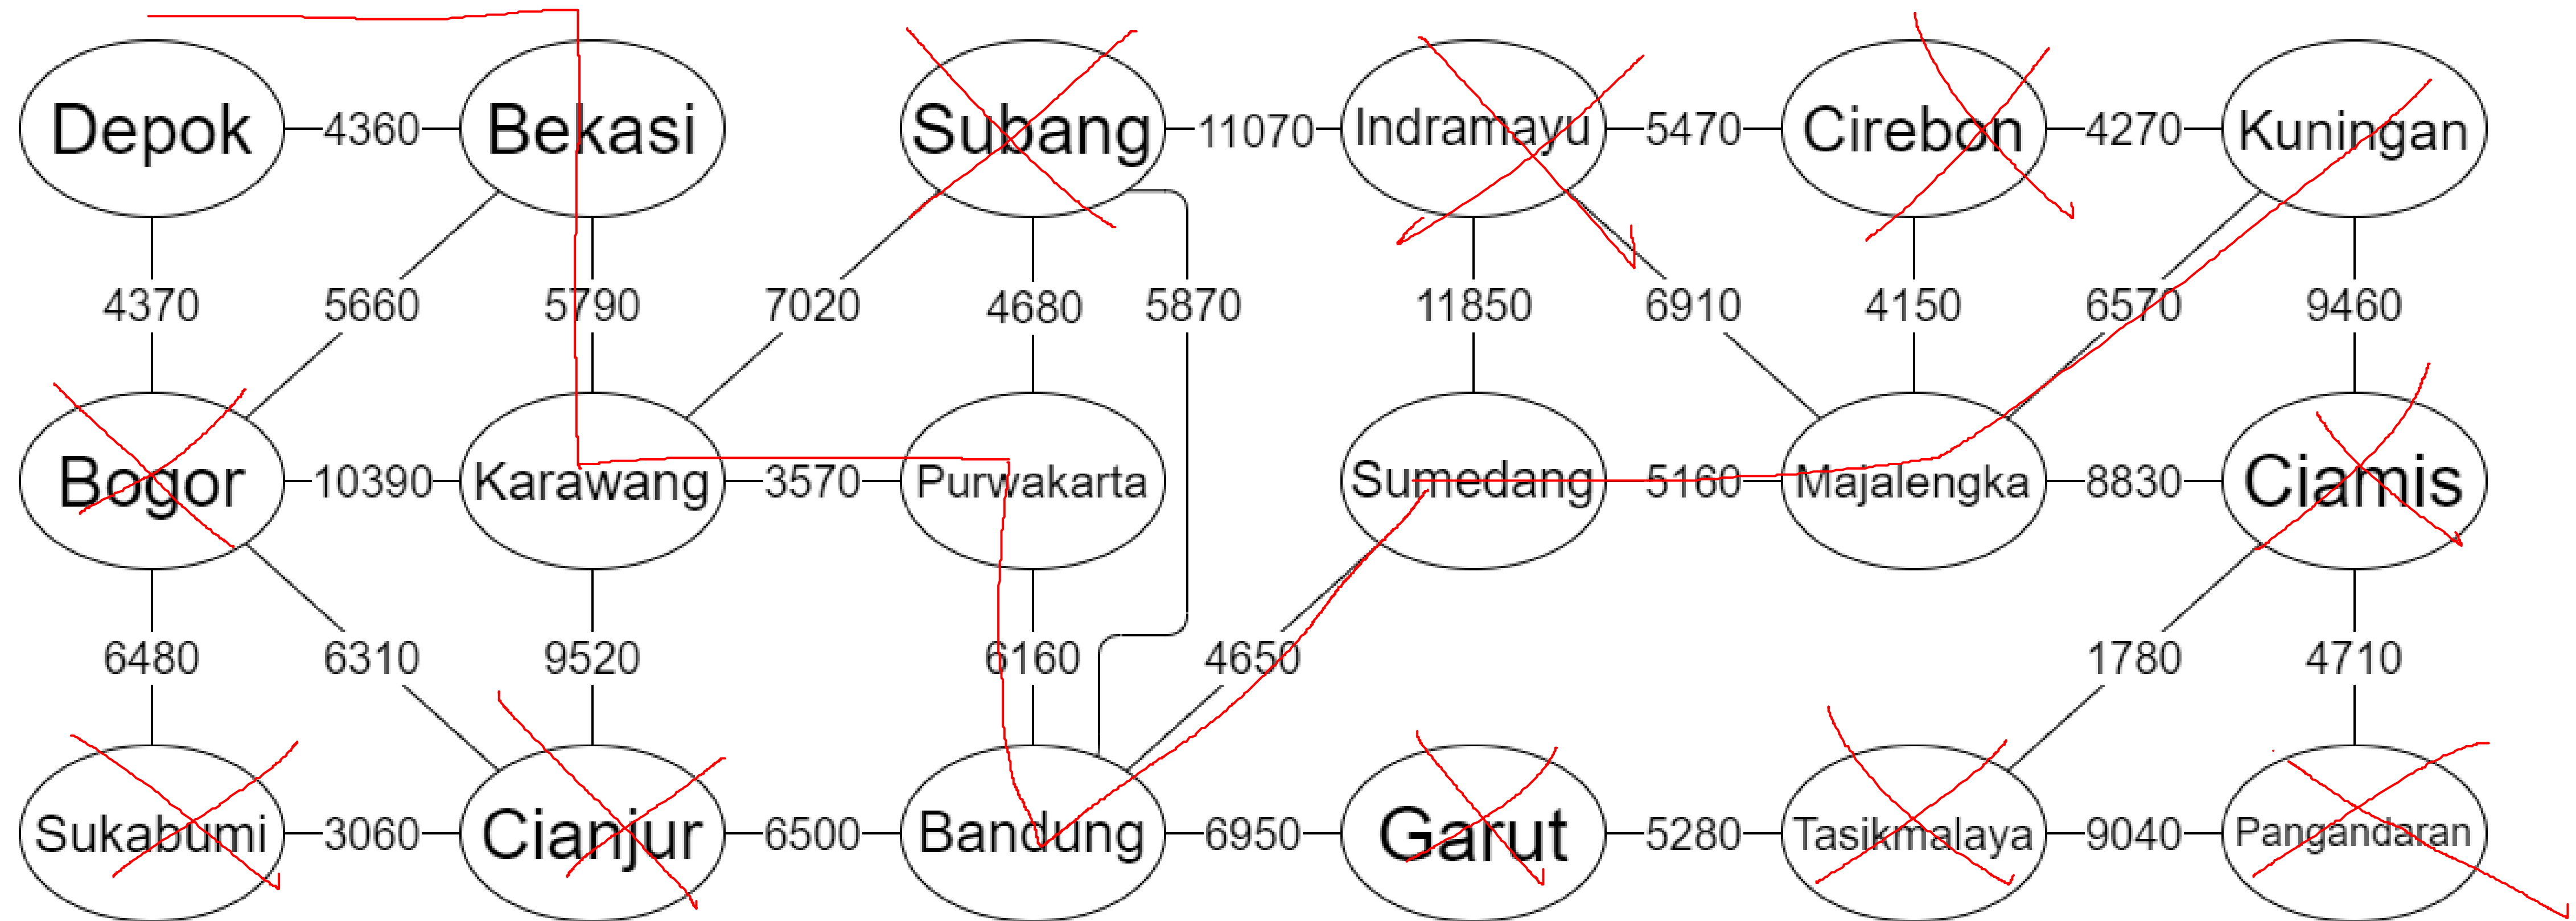 Depok 4360 Bekasi Subang 11070 Indramayu 5470 Cirebon 4270 Kuningan
4370 5660 5790 7020 4680 5870 11850 6910 4150 6570 9460
Bogor 10390 Karawang 3570 Purwakarta Sumedang 5160 Majalengka 8830 Ciamis
6480 6310 9520 6160 4650 1780 4710
Sukabumi 3060 Cianjur 6500 Bandung 6950 Garut 5280 Tasikmalaya 9040 Pangandaran